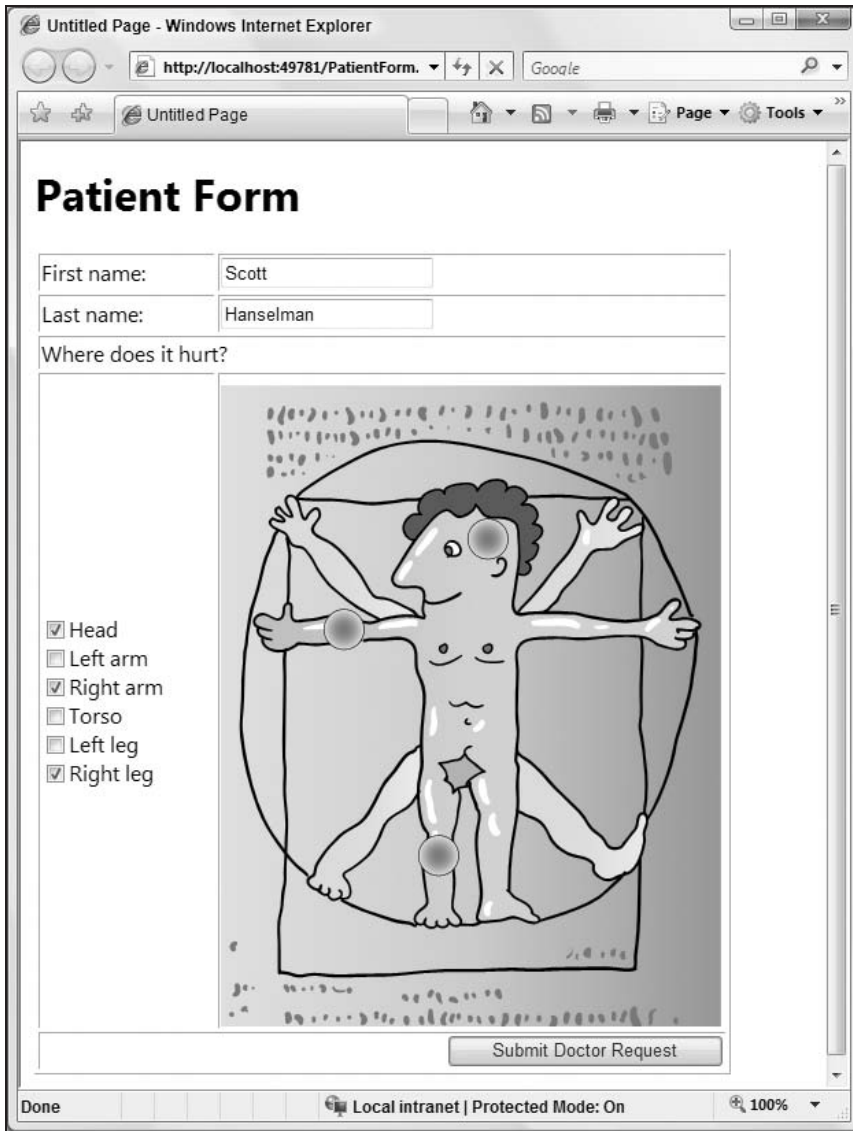 Untitled Page - Windows Internet Explorer
http://localhost:49781/PatientForm.
Google
Untitled Page
Page
Tools
»
Patient Form
First name: Scott
Last name: Hanselman
Where does it hurt?
Head
Left arm
Right arm
Torso
Left leg
Right leg
Submit Doctor Request
Done
Local intranet | Protected Mode: On
100%